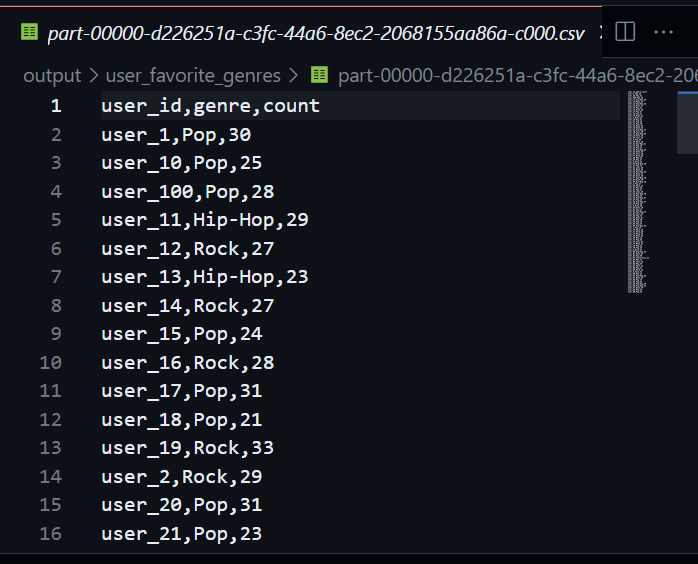 part-00000-d226251a-c3fc-44a6-8ec2-2068155aa86a-c000.csv
output > user_favorite_genres > part-00000-d226251a-c3fc-44a6-8ec2-206
1 user_id,genre,count
2 user_1,Pop,30
3 user_10,Pop,25
4 user_100,Pop,28
5 user_11,Hip-Hop,29
6 user_12,Rock,27
7 user_13,Hip-Hop,23
8 user_14,Rock,27
9 user_15,Pop,24
10 user_16,Rock,28
11 user_17,Pop,31
12 user_18,Pop,21
13 user_19,Rock,33
14 user_2,Rock,29
15 user_20,Pop,31
16 user_21,Pop,23